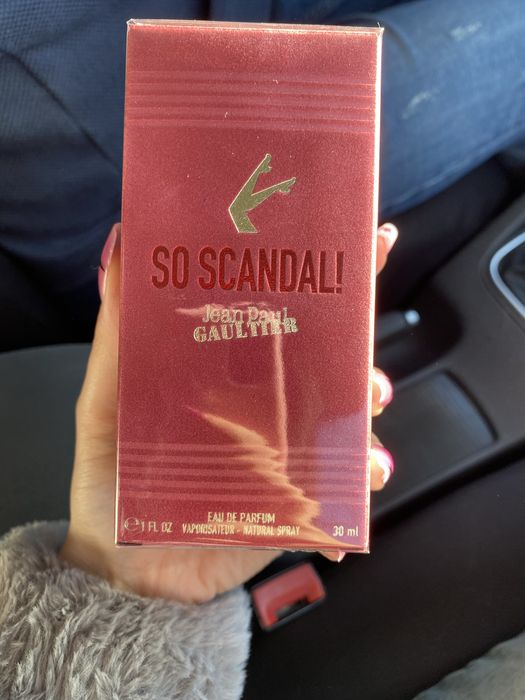 SO SCANDAL!
Jean Paul
GAULTIER
EAU DE PARFUM
℮1 FL OZ VAPORISATEUR - NATURAL SPRAY 30 ml